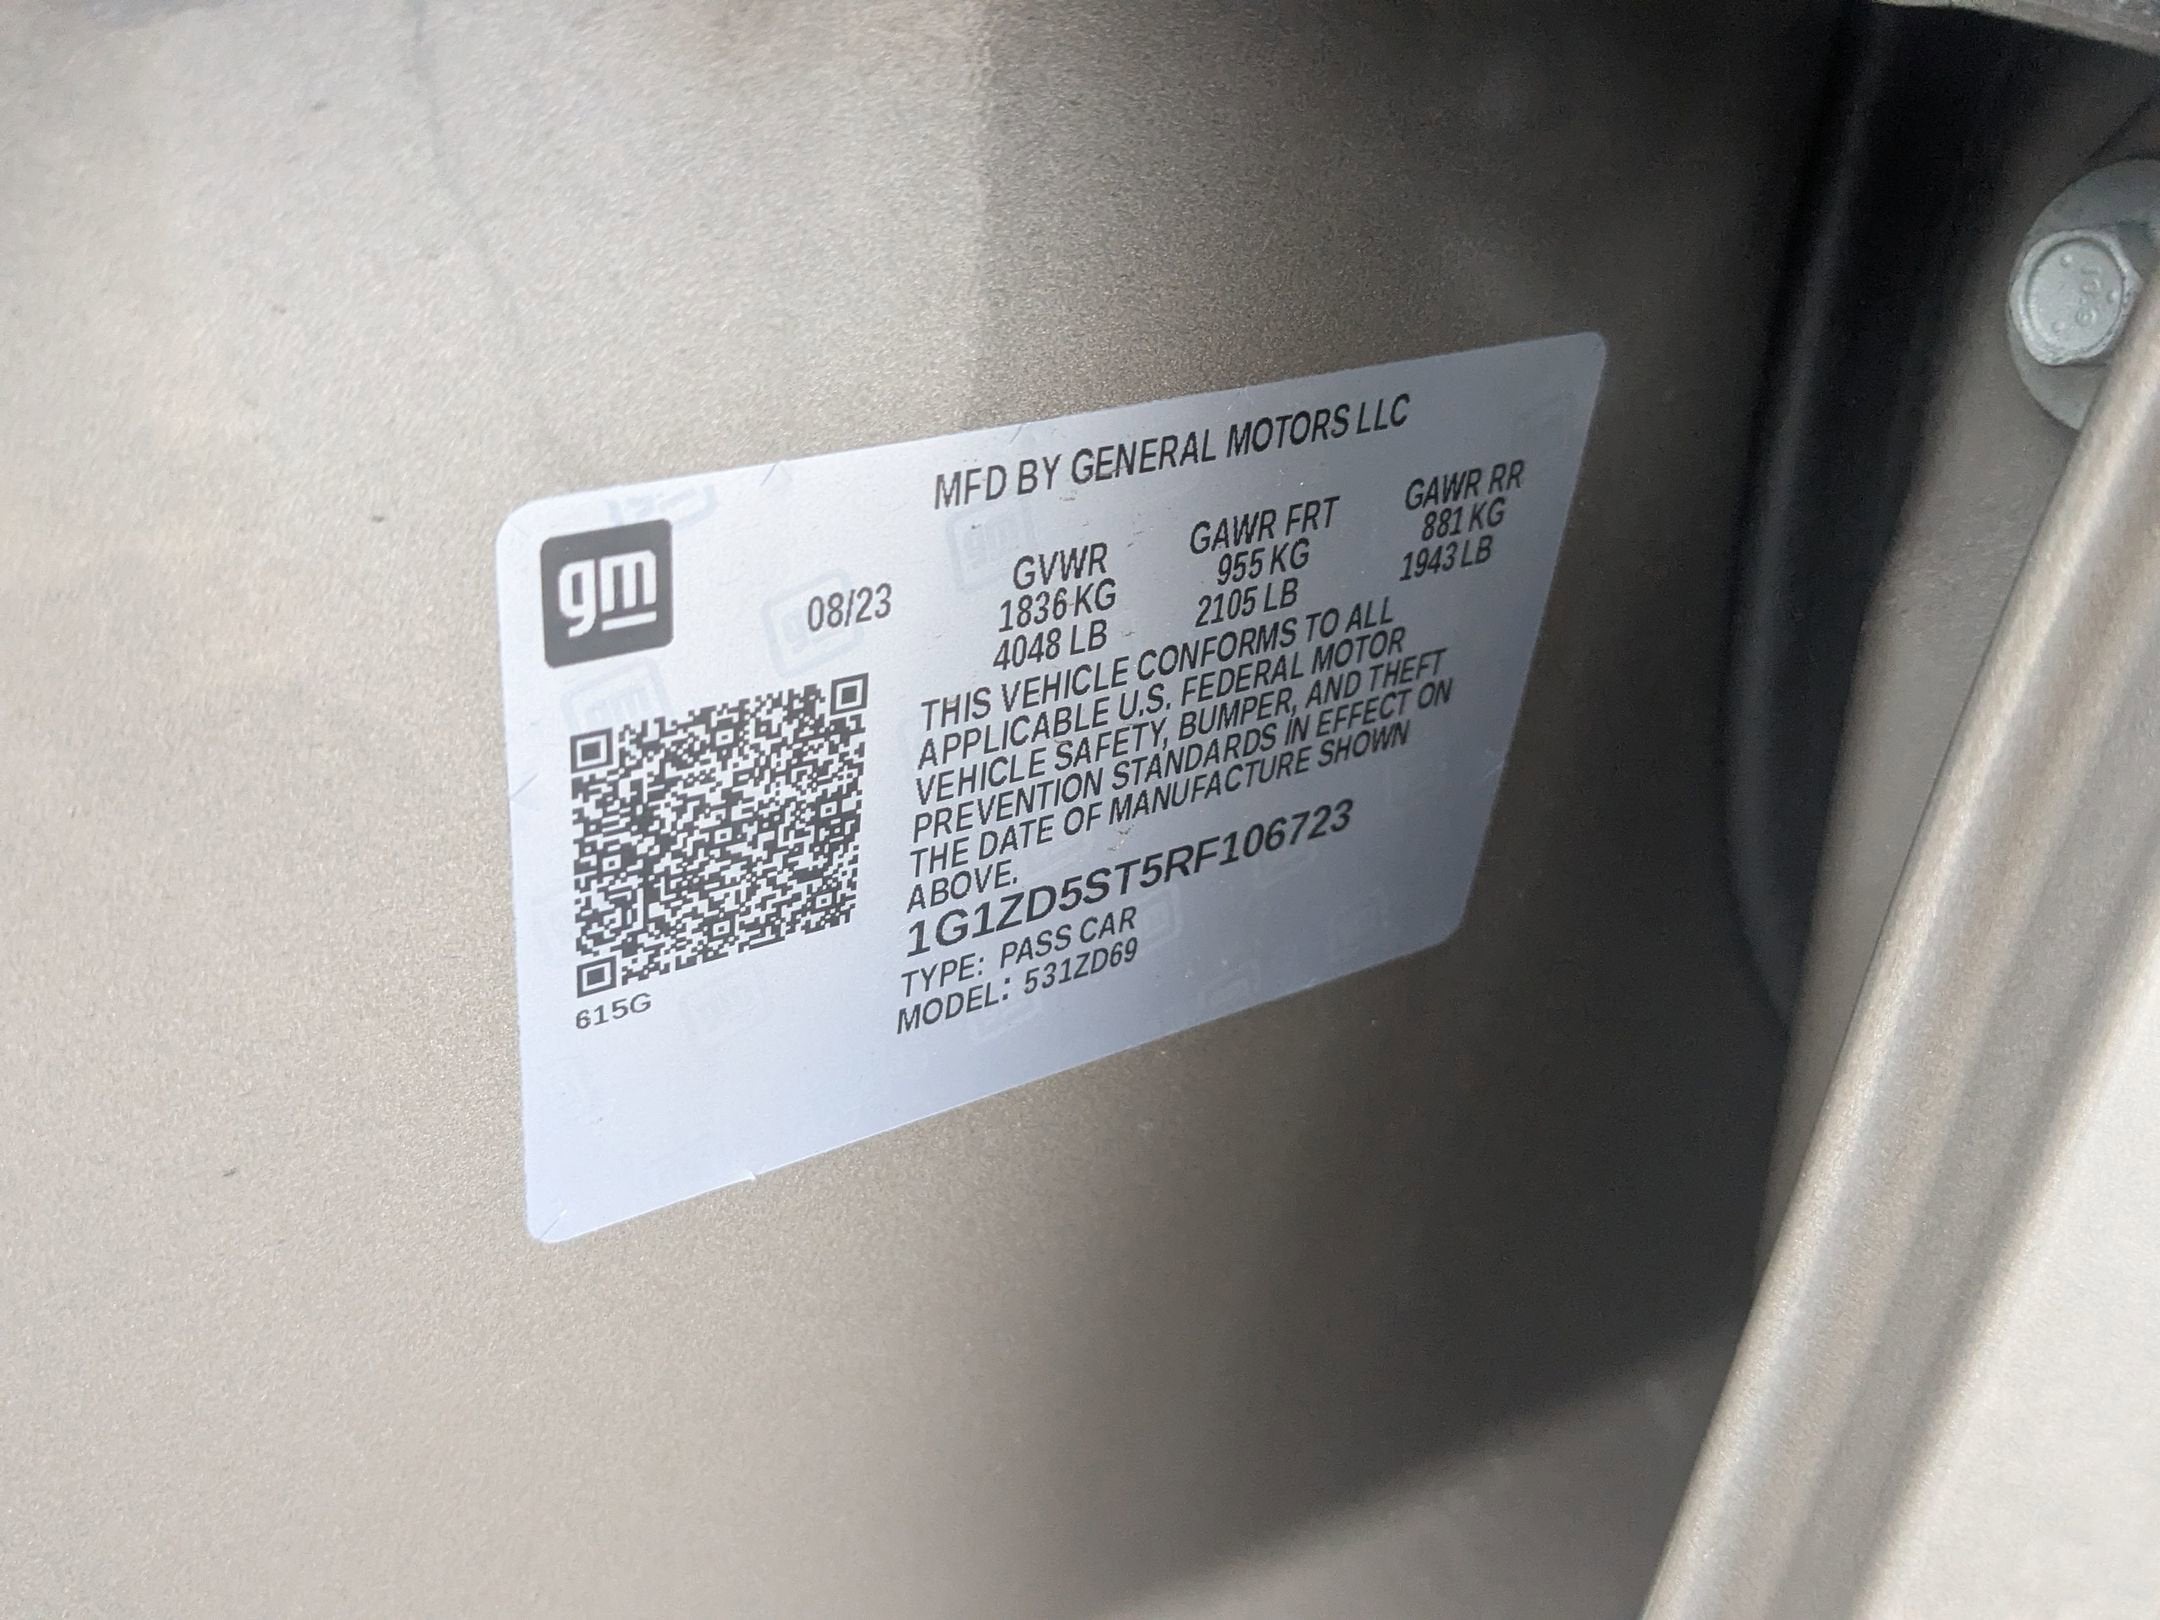 MFD BY GENERAL MOTORS LLC
gm
08/23
GVWR GAWR FRT GAWR RR
1836 KG 955 KG 881 KG
4048 LB 2105 LB 1943 LB
THIS VEHICLE CONFORMS TO ALL
APPLICABLE U.S. FEDERAL MOTOR
VEHICLE SAFETY, BUMPER, AND THEFT
PREVENTION STANDARDS IN EFFECT ON
THE DATE OF MANUFACTURE SHOWN
ABOVE.
1G1ZD5ST5RF106723
TYPE: PASS CAR
MODEL: 531ZD69
615G